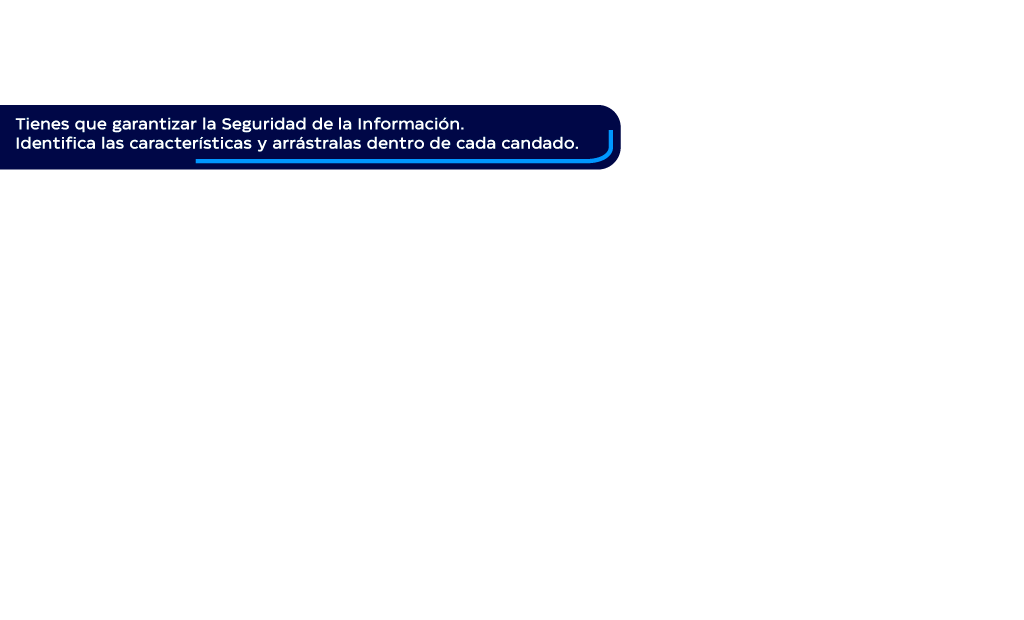 Tienes que garantizar la Seguridad de la Información.
Identifica las características y arrástralas dentro de cada candado.